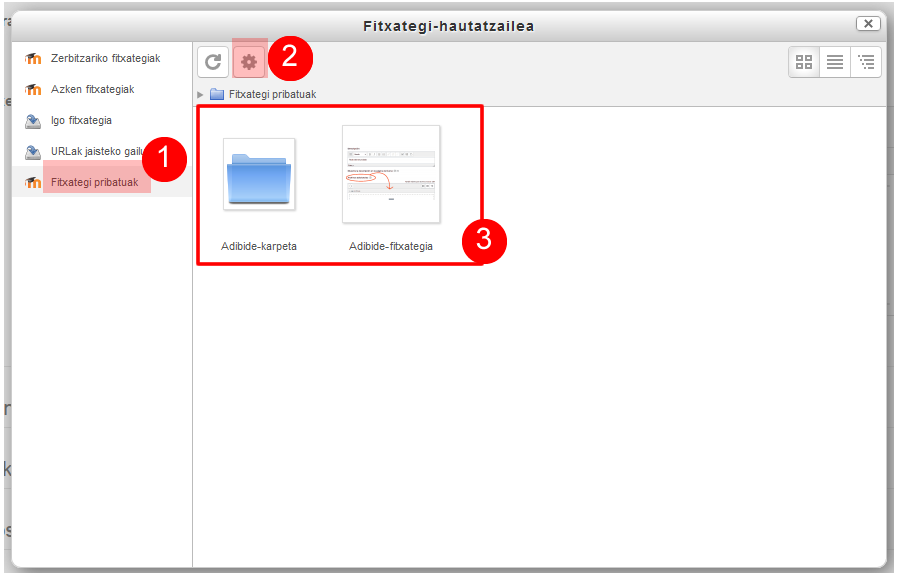 Fitxategi-hautatzailea
Zerbitzariko fitxategiak
Azken fitxategiak
Igo fitxategia
URLak jaisteko
Fitxategi pribatuak
1
2
Fitxategi pribatuak
Adibide-karpeta
Adibide-fitxategia
3